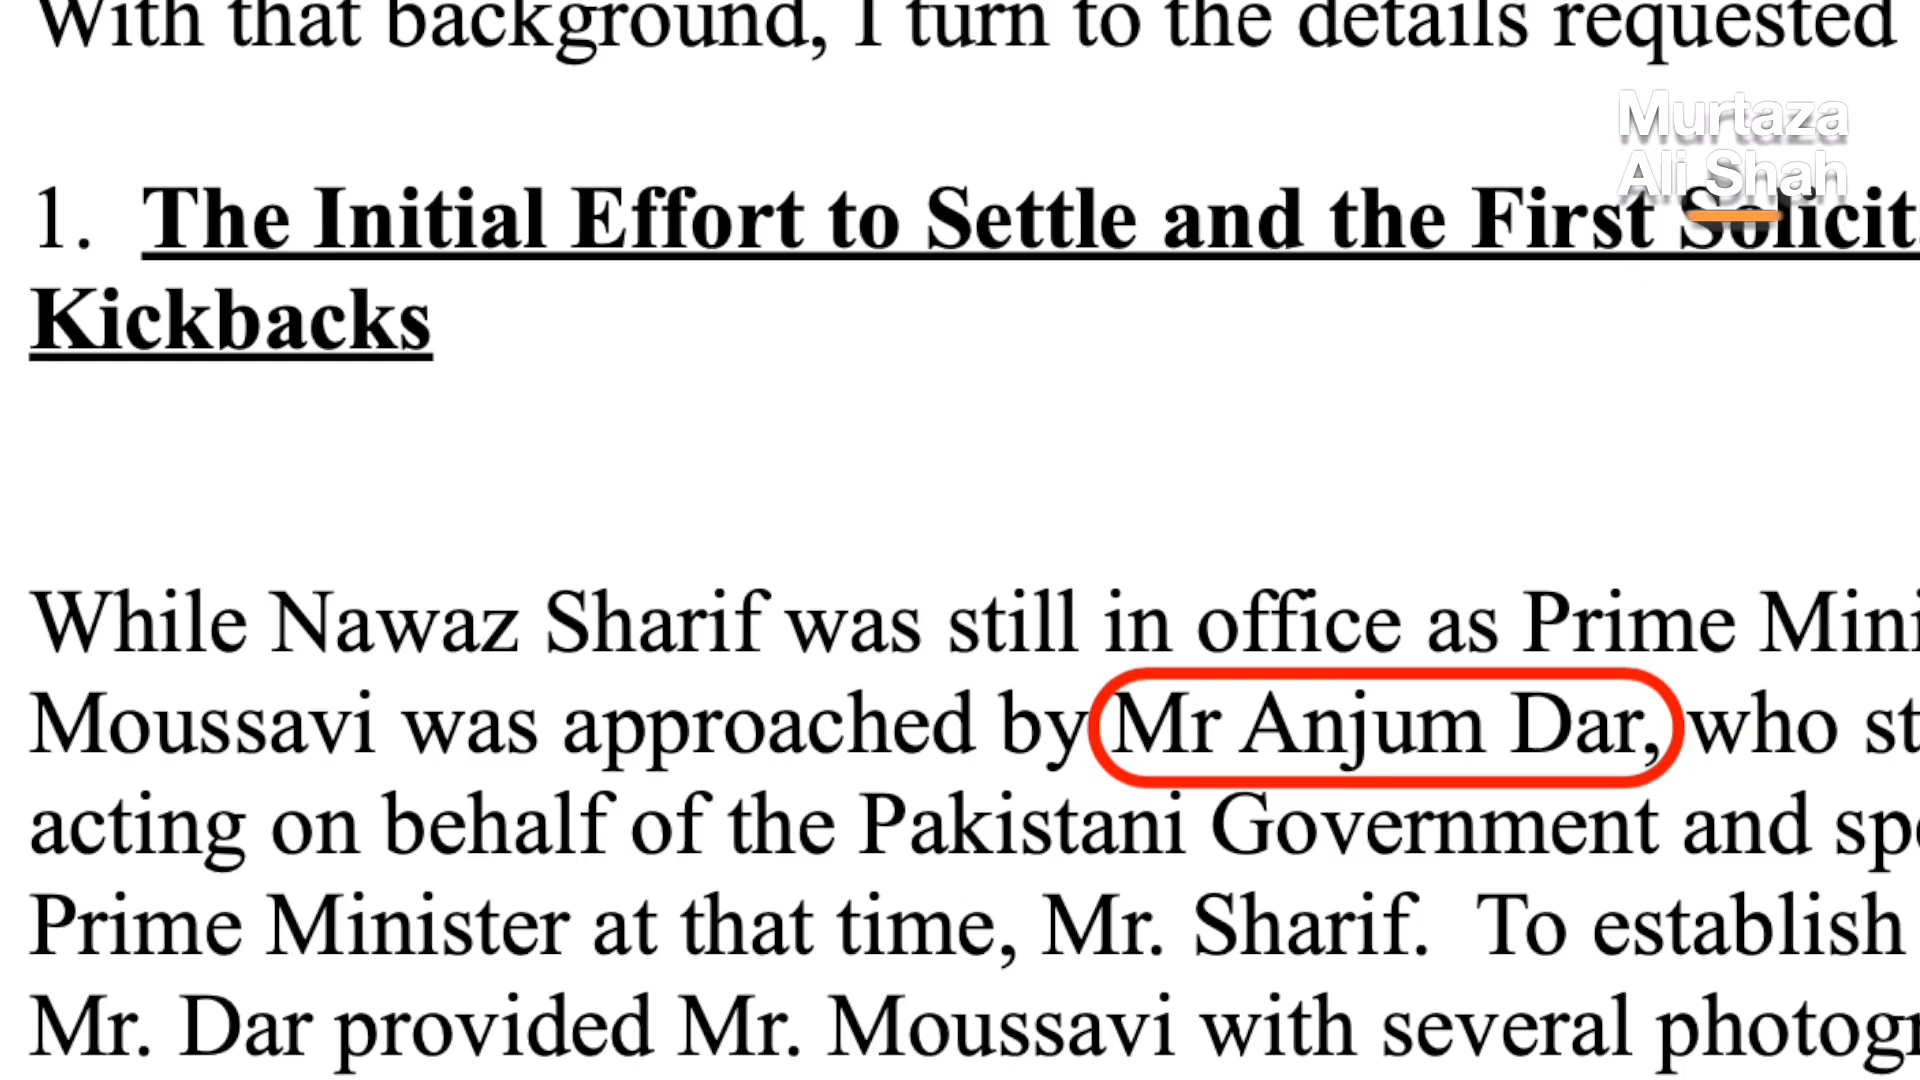 With that background, I turn to the details requested
Murtaza
Ali Shah
1. The Initial Effort to Settle and the First
Kickbacks
While Nawaz Sharif was still in office as Prime
Moussavi was approached by Mr Anjum Dar, who
acting on behalf of the Pakistani Government and
Prime Minister at that time, Mr. Sharif. To establish
Mr. Dar provided Mr. Moussavi with several